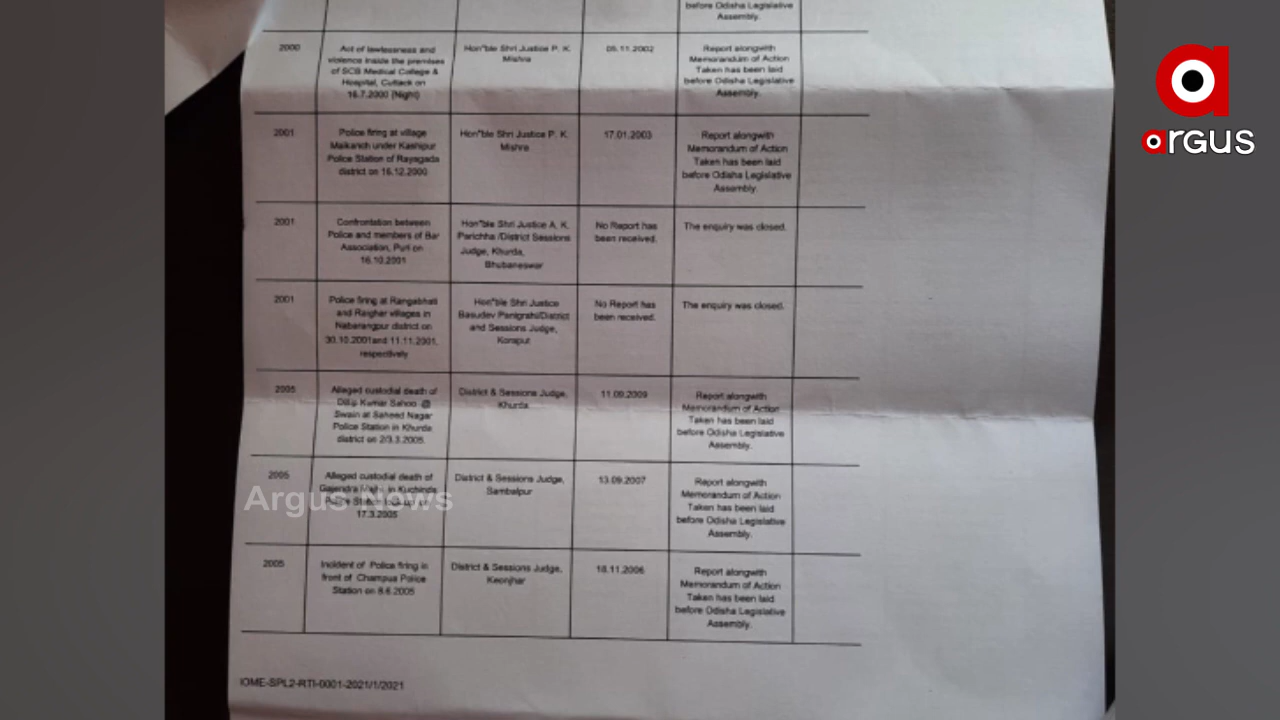 before Odisha Legislative
Assembly.
2000
Act of lawlessness and
violence inside the premises
of SCB Medical College &
Hospital, Cuttack on
16.7.2000 (Night)
Hon"ble Shri Justice P. K.
Mishra
05.11.2002
Report alongwith
Memorandum of Action
Taken has been laid
before Odisha Legislative
Assembly.
2001
Police firing at village
Maikanch under Kashipur
Police Station of Rayagada
district on 16.12.2000
Hon"ble Shri Justice P. K.
Mishra
17.01.2003
Report alongwith
Memorandum of Action
Taken has been laid
before Odisha Legislative
Assembly.
2001
Confrontation between
Police and members of Bar
Association, Puri on
16.10.2001
Hon"ble Shri Justice A. K.
Parichha /District Sessions
Judge, Khurda,
Bhubaneswar
No Report has
been received.
The enquiry was closed.
2001
Police firing at Rangabhati
and Raigher villages in
Nabarangpur district on
30.10.2001and 11.11.2001,
respectively
Hon"ble Shri Justice
Basudev Panigrahi/District
and Sessions Judge,
Koraput
No Report has
been received.
The enquiry was closed.
2005
Alleged custodial death of
Dillip Kumar Sahoo @
Swain at Saheed Nagar
Police Station in Khurda
district on 2/3.3.2005
District & Sessions Judge,
Khurda
11.09.2009
Report alongwith
Memorandum of Action
Taken has been laid
before Odisha Legislative
Assembly.
2005
Alleged custodial death of
Gajendra in Kuchinda
Police Station
17.3.2005
District & Sessions Judge,
Sambalpur
13.09.2007
Report alongwith
Memorandum of Action
Taken has been laid
before Odisha Legislative
Assembly.
2005
Incident of Police firing in
front of Champua Police
Station on 8.6.2005
District & Sessions Judge,
Keonjhar
18.11.2006
Report alongwith
Memorandum of Action
Taken has been laid
before Odisha Legislative
Assembly.
IOME-SPL2-RTI-0001-2021/1/2021
Argus News
argus